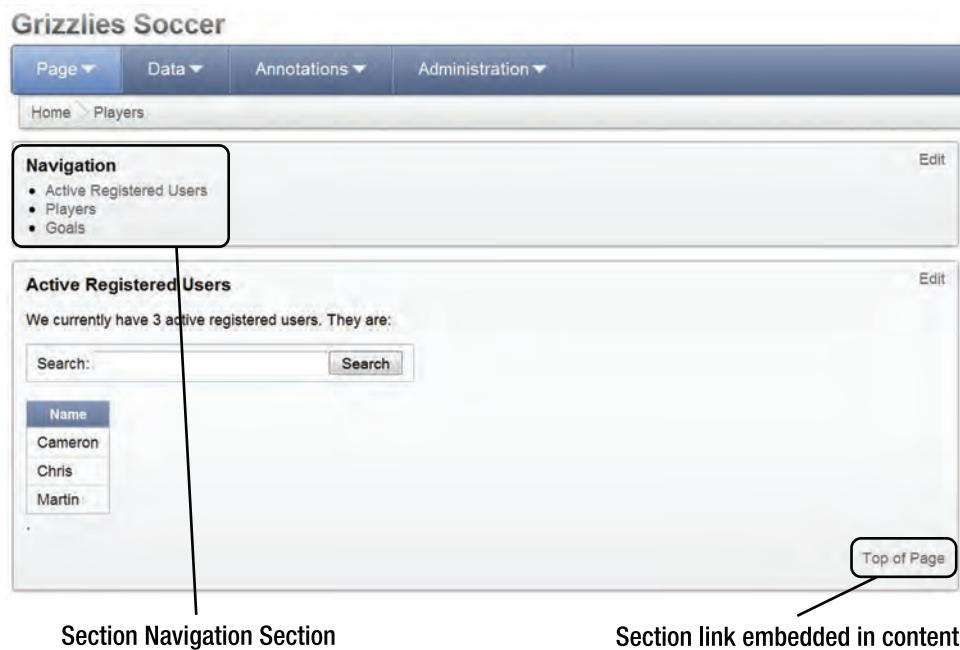 Grizzlies Soccer
Page Data Annotations Administration
Home Players
Navigation Edit
Active Registered Users
Players
Goals
Active Registered Users Edit
We currently have 3 active registered users. They are:
Search: Search
Name
Cameron
Chris
Martin
.
Top of Page
Section Navigation Section Section link embedded in content